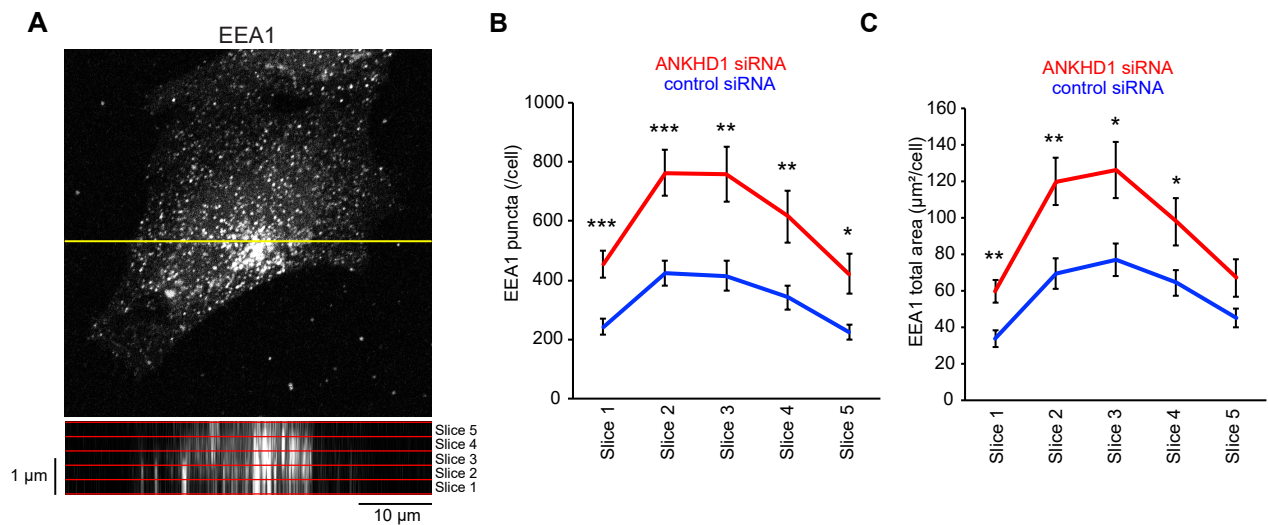 A
EEA1
Slice 5
Slice 4
Slice 3
Slice 2
Slice 1
1 µm
10 µm
B
ANKHD1 siRNA
control siRNA
EEA1 puncta (/cell)
1000
800
600
400
200
0
***
***
**
**
*
Slice 1
Slice 2
Slice 3
Slice 4
Slice 5
C
ANKHD1 siRNA
control siRNA
EEA1 total area (µm²/cell)
160
140
120
100
80
60
40
20
0
**
**
*
*
Slice 1
Slice 2
Slice 3
Slice 4
Slice 5